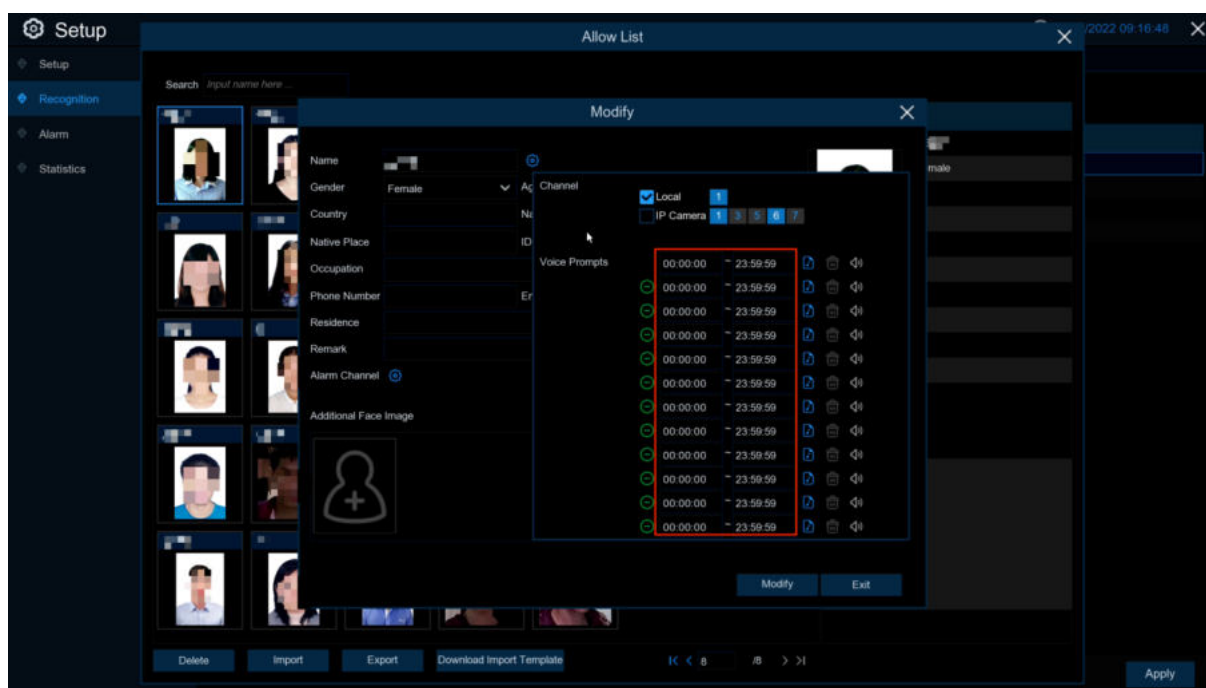 Setup
Allow List
/2022 09:16:48
Setup
Recognition
Alarm
Statistics
Search Input name here ...
Modify
Name
Gender Female
Country
Native Place
Occupation
Phone Number
Residence
Remark
Alarm Channel
Additional Face Image
Channel
Local 1
IP Camera 1 3 5 6 7
Voice Prompts
00:00:00 ~ 23:59:59
00:00:00 ~ 23:59:59
00:00:00 ~ 23:59:59
00:00:00 ~ 23:59:59
00:00:00 ~ 23:59:59
00:00:00 ~ 23:59:59
00:00:00 ~ 23:59:59
00:00:00 ~ 23:59:59
00:00:00 ~ 23:59:59
00:00:00 ~ 23:59:59
00:00:00 ~ 23:59:59
00:00:00 ~ 23:59:59
male
Modify Exit
Delete Import Export Download Import Template
8 /8
Apply